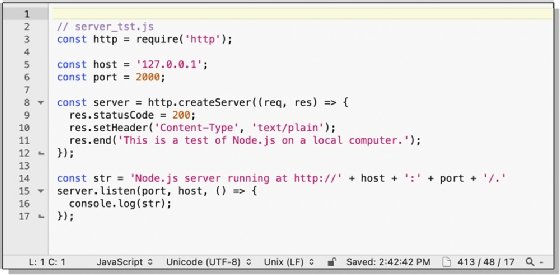 1
2 // server_tst.js
3 const http = require('http');
4
5 const host = '127.0.0.1';
6 const port = 2000;
7
8 const server = http.createServer((req, res) => {
9 res.statusCode = 200;
10 res.setHeader('Content-Type', 'text/plain');
11 res.end('This is a test of Node.js on a local computer.');
12 });
13
14 const str = 'Node.js server running at http://' + host + ':' + port + '/.'
15 server.listen(port, host, () => {
16 console.log(str);
17 });
L: 1 C: 1 JavaScript Unicode (UTF-8) Unix (LF) Saved: 2:42:42 PM 413 / 48 / 17